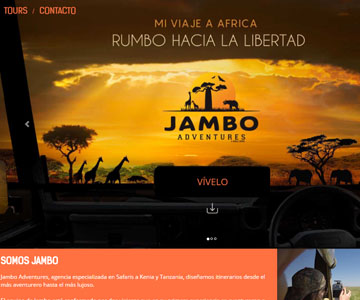 TOURS / CONTACTO
MI VIAJE A AFRICA
RUMBO HACIA LA LIBERTAD
JAMBO
ADVENTURES
VÍVELO
SOMOS JAMBO
Jambo Adventures, agencia especializada en Safaris a Kenia y Tanzania, diseñamos itinerarios desde el
más aventurero hasta el más lujoso.